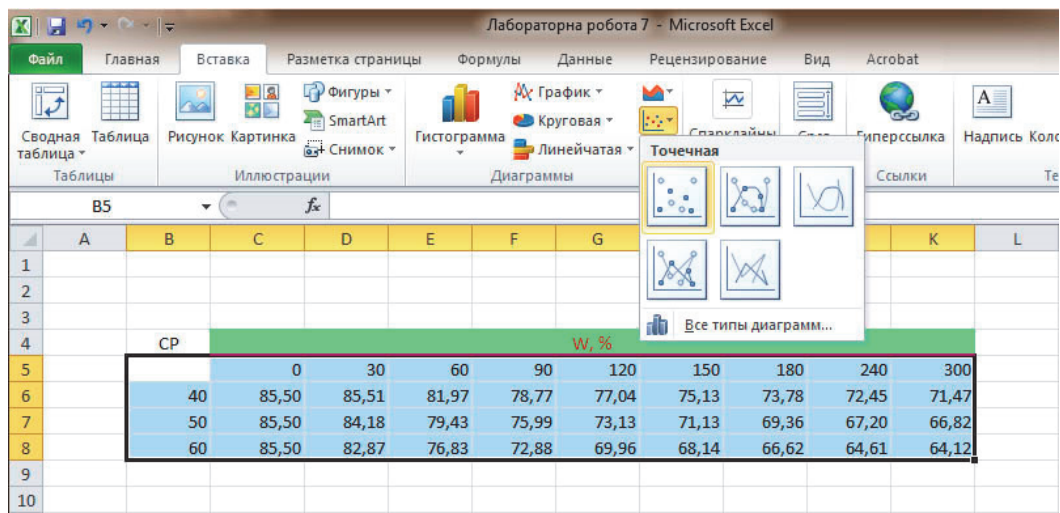 Лабораторна робота 7 - Microsoft Excel
Файл Главная Вставка Разметка страницы Формулы Данные Рецензирование Вид Acrobat
Сводная таблица
Таблица
Рисунок
Картинка
Фигуры
SmartArt
Снимок
Гистограмма
График
Круговая
Линейчатая
Спарклайны
Гиперссылка
Надпись
Таблицы Иллюстрации Диаграммы Ссылки
Точечная
Все типы диаграмм...
B5 fx
A B C D E F G K L
1
2
3
4 СР W, %
5 0 30 60 90 120 150 180 240 300
6 40 85,50 85,51 81,97 78,77 77,04 75,13 73,78 72,45 71,47
7 50 85,50 84,18 79,43 75,99 73,13 71,13 69,36 67,20 66,82
8 60 85,50 82,87 76,83 72,88 69,96 68,14 66,62 64,61 64,12
9
10